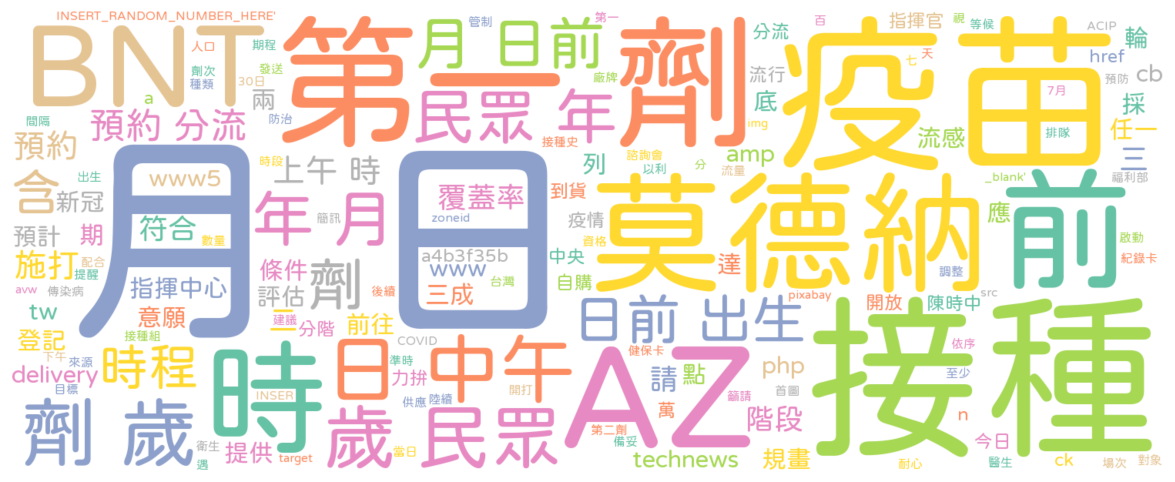 INSERT_RANDOM_NUMBER_HERE'
BNT
第一劑
月 日前
疫苗
接種
月 日
莫德納
AZ
前
時
人口
期程
管制
第一
百
指揮官
視
等候
ACIP
輪
劑次
種類
發送
30日
兩
a
防治
廠牌
分流
流行
底
七
天
href
預防
cb
7月
採
間隔
預約 分流
民眾 年
接種史
img
流感
排隊
任一
預約
時段
上午 時
諮詢會
以利
分
amp
流量
列
三
含
出生
www5
覆蓋率
到貨
_blank'
福利部
新冠
年 月
簡訊
zoneid
疫情
應
預計
期
符合
數量
直格
啟動
施打
配合
提醒
條件
a4b3f35b
www
台灣
中央
自購
達
調整
紀錄卡
avw
傳染病
指揮中心
評估
劑
後續
三成
pixabay
開放
陳時中
src
tw
意願
二
建議
分階
前往
日前 出生
登記
接種組
COVID
健保卡
依序
下午
來源
時程
日
中午
準時
力拚
請
點
php
至少
delivery
目標
INSER
供應
陸續
開打
萬
籲請
首圖
階段
n
劑 歲
歲 民眾
第二劑
備妥
今日
衛生
提供
遇
target
當日
technews
規畫
耐心
醫生
ck
場次
對象